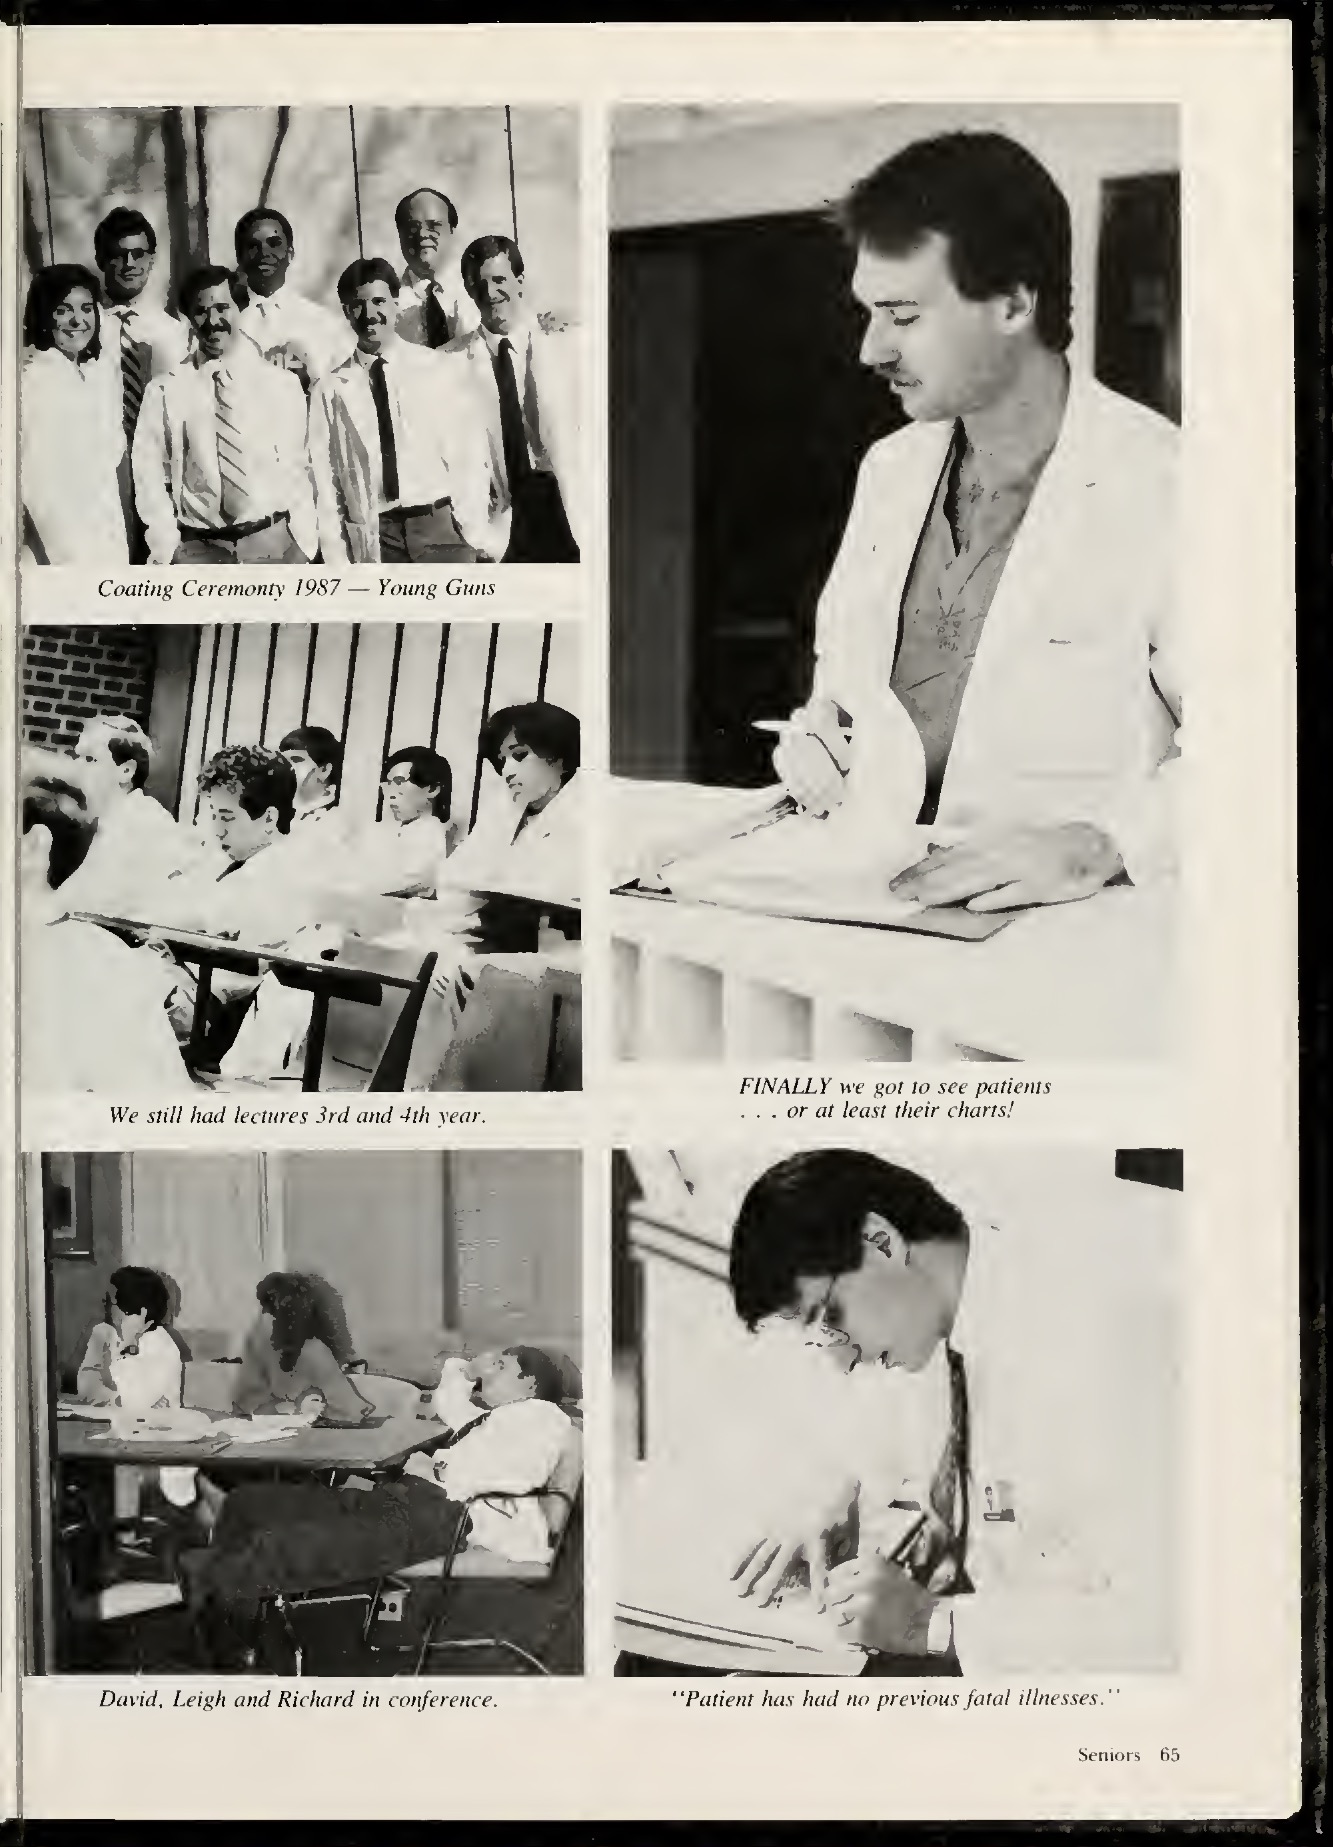 Coating Ceremonty 1987 — Young Guns
We still had lectures 3rd and 4th year.
FINALLY we got to see patients
. . . or at least their charts!
David, Leigh and Richard in conference.
"Patient has had no previous fatal illnesses."
Seniors 65